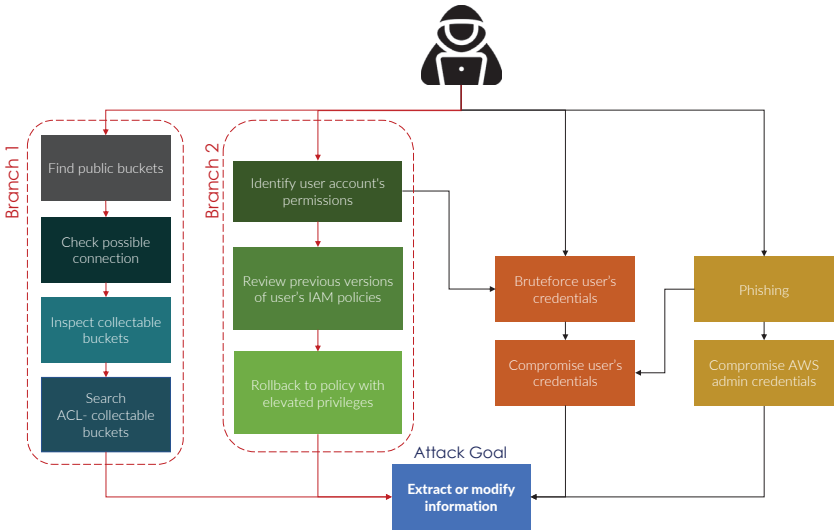 Branch 1
Find public buckets
Check possible
connection
Inspect collectable
buckets
Search
ACL- collectable
buckets
Branch 2
Identify user account's
permissions
Review previous versions
of user's IAM policies
Rollback to policy with
elevated privileges
Bruteforce user's
credentials
Compromise user's
credentials
Phishing
Compromise AWS
admin credentials
Attack Goal
Extract or modify
information